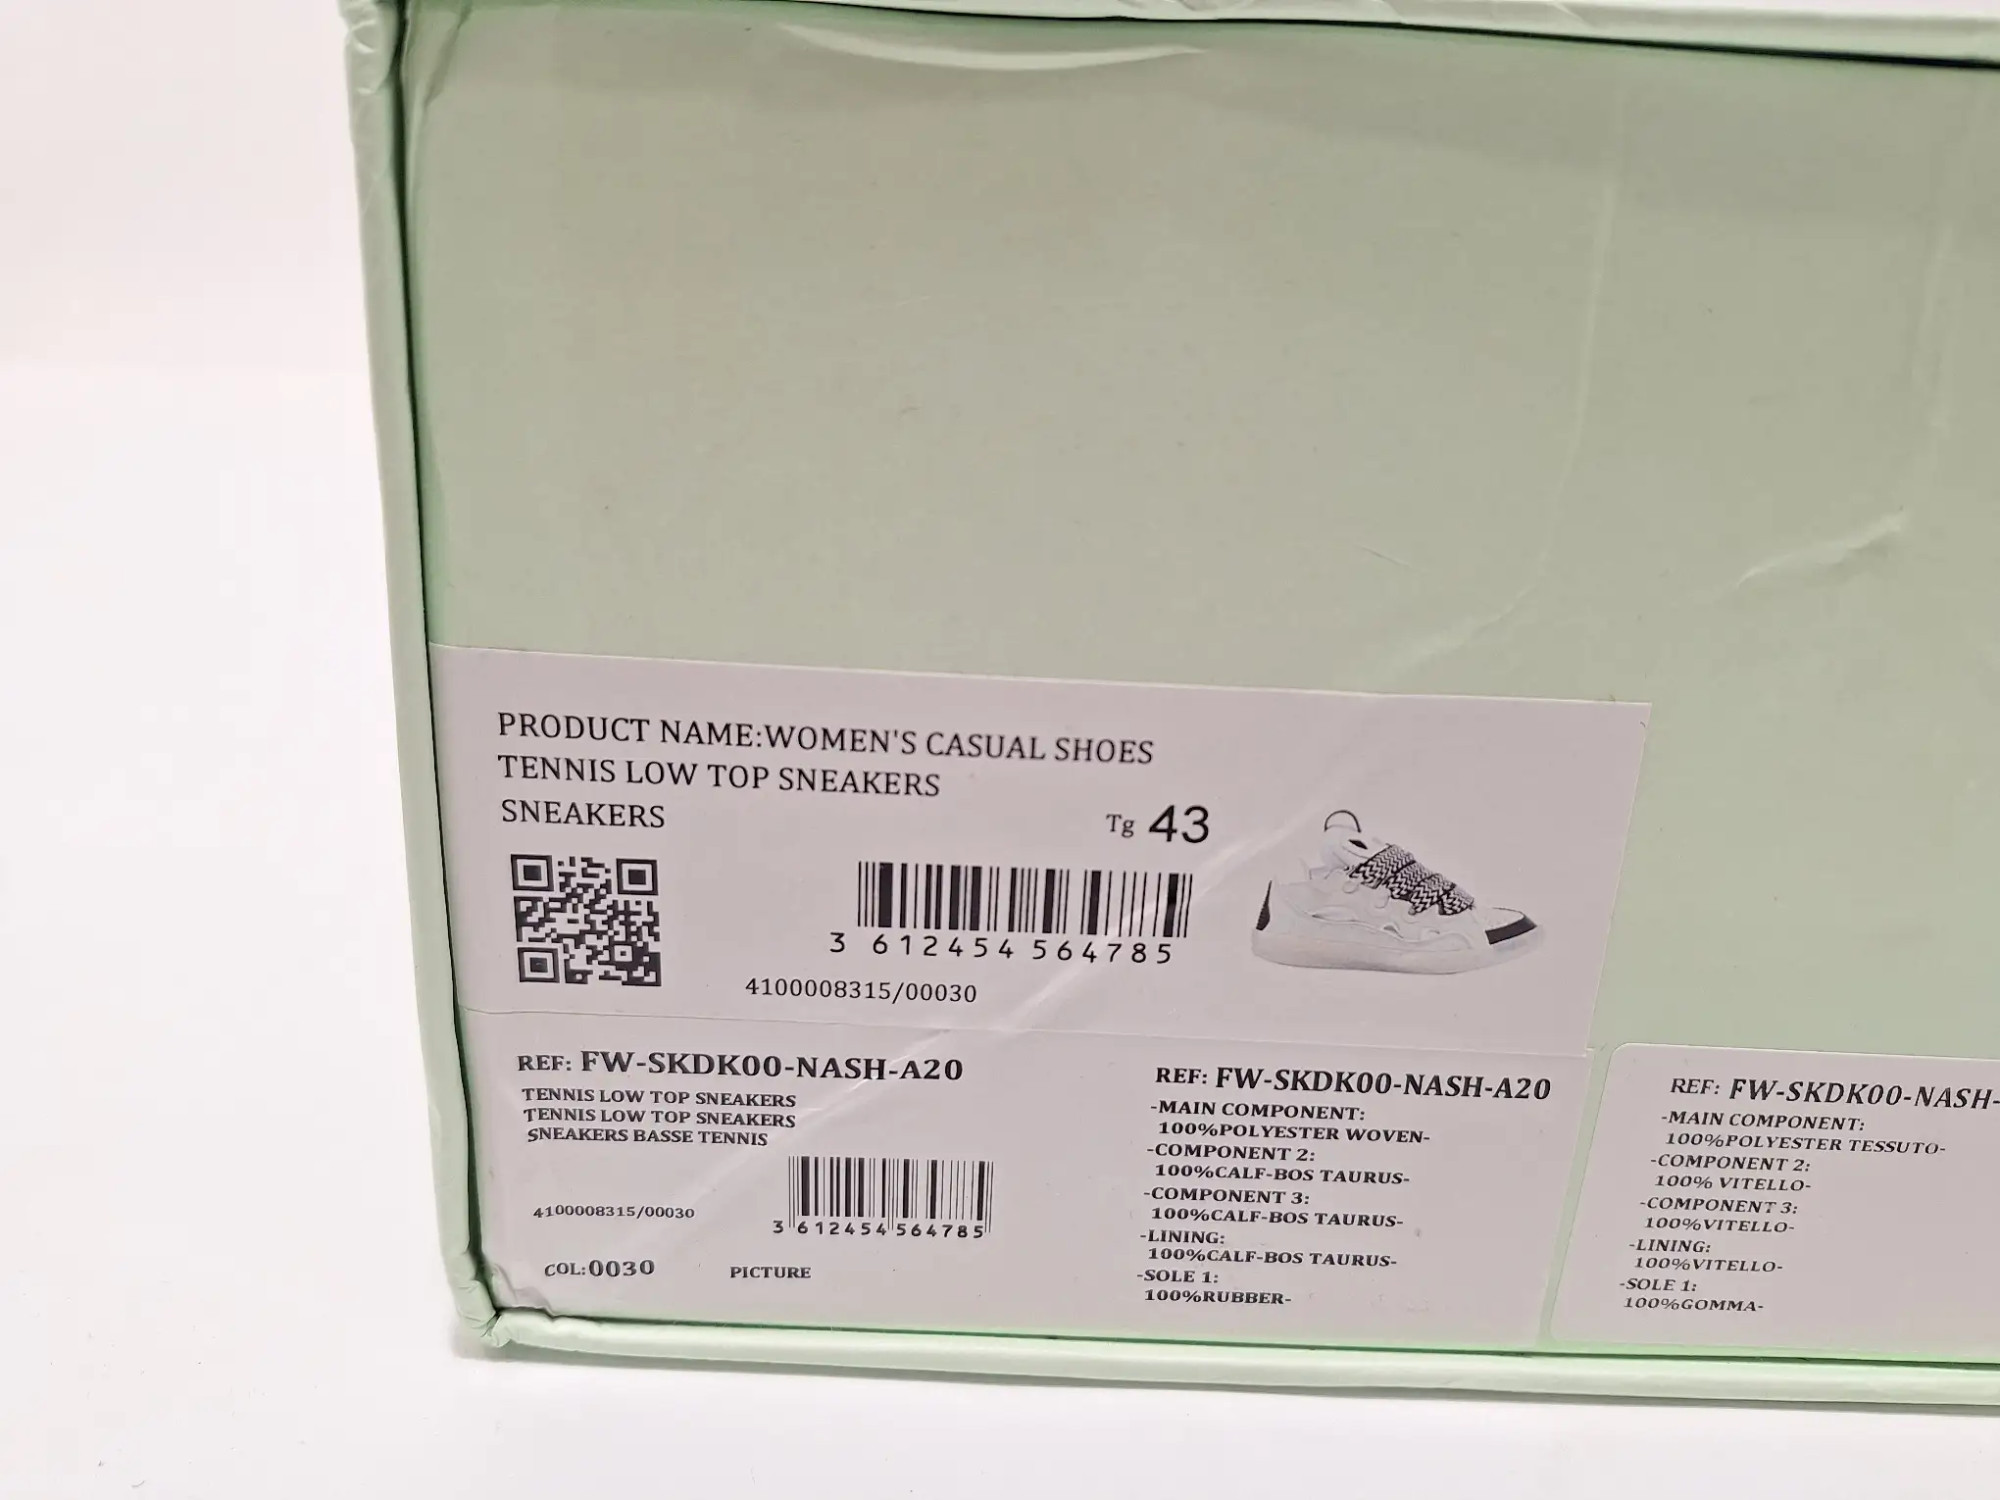 PRODUCT NAME:WOMEN'S CASUAL SHOES
TENNIS LOW TOP SNEAKERS
SNEAKERS
Tg 43
3 612454 564785
4100008315/00030
REF: FW-SKDK00-NASH-A20
TENNIS LOW TOP SNEAKERS
TENNIS LOW TOP SNEAKERS
SNEAKERS BASSE TENNIS
4100008315/00030
3 612454 564785
COL:0030
PICTURE
REF: FW-SKDK00-NASH-A20
-MAIN COMPONENT:
100%POLYESTER WOVEN-
-COMPONENT 2:
100%CALF-BOS TAURUS-
-COMPONENT 3:
100%CALF-BOS TAURUS-
-LINING:
100%CALF-BOS TAURUS-
-SOLE 1:
100%RUBBER-
REF: FW-SKDK00-NASH-
-MAIN COMPONENT:
100%POLYESTER TESSUTO-
-COMPONENT 2:
100% VITELLO-
-COMPONENT 3:
100%VITELLO-
-LINING:
100%VITELLO-
-SOLE 1:
100%GOMMA-